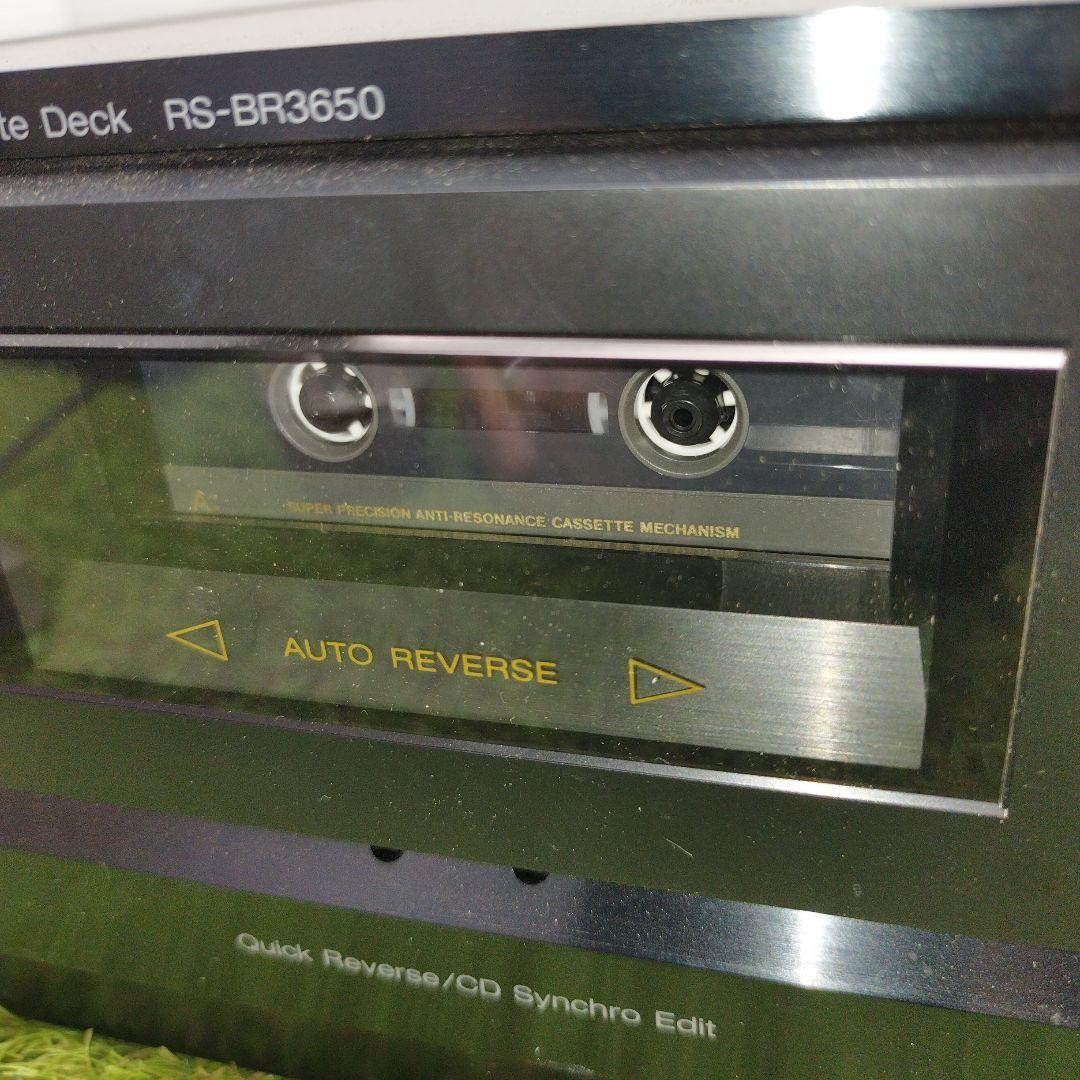 te Deck RS-BR3650
A:
SUPER PRECISION ANTI-RESONANCE CASSETTE MECHANISM
AUTO REVERSE
Quick Reverse/CD Synchro Edit